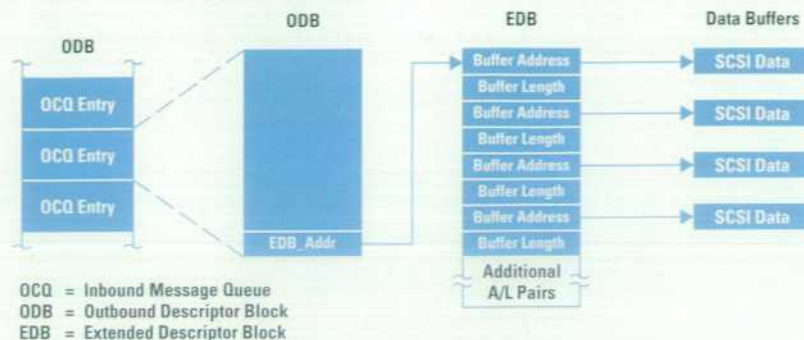 ODB
OCQ Entry
OCQ Entry
OCQ Entry
ODB
EDB_Addr
EDB
Buffer Address
Buffer Length
Buffer Address
Buffer Length
Buffer Address
Buffer Length
Buffer Address
Buffer Length
Additional
A/L Pairs
Data Buffers
SCSI Data
SCSI Data
SCSI Data
SCSI Data
OCQ = Inbound Message Queue
ODB = Outbound Descriptor Block
EDB = Extended Descriptor Block